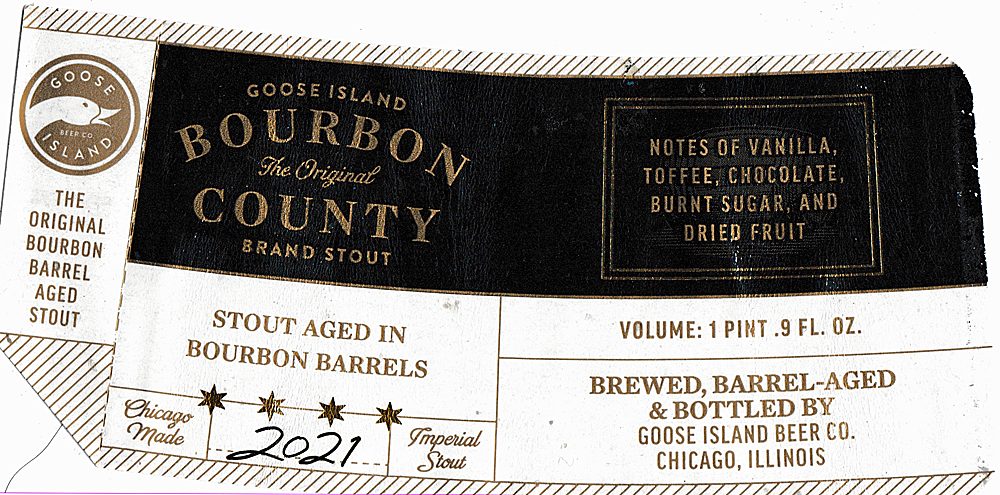 GOOSE
BEER CO.
ISLAND
THE
ORIGINAL
BOURBON
BARREL
AGED
STOUT
GOOSE ISLAND
BOURBON
The Original
COUNTY
BRAND STOUT
NOTES OF VANILLA,
TOFFEE, CHOCOLATE,
BURNT SUGAR, AND
DRIED FRUIT
STOUT AGED IN
BOURBON BARRELS
Chicago
Made
2021
Imperial
Stout
VOLUME: 1 PINT .9 FL. OZ.
BREWED, BARREL-AGED
& BOTTLED BY
GOOSE ISLAND BEER CO.
CHICAGO, ILLINOIS